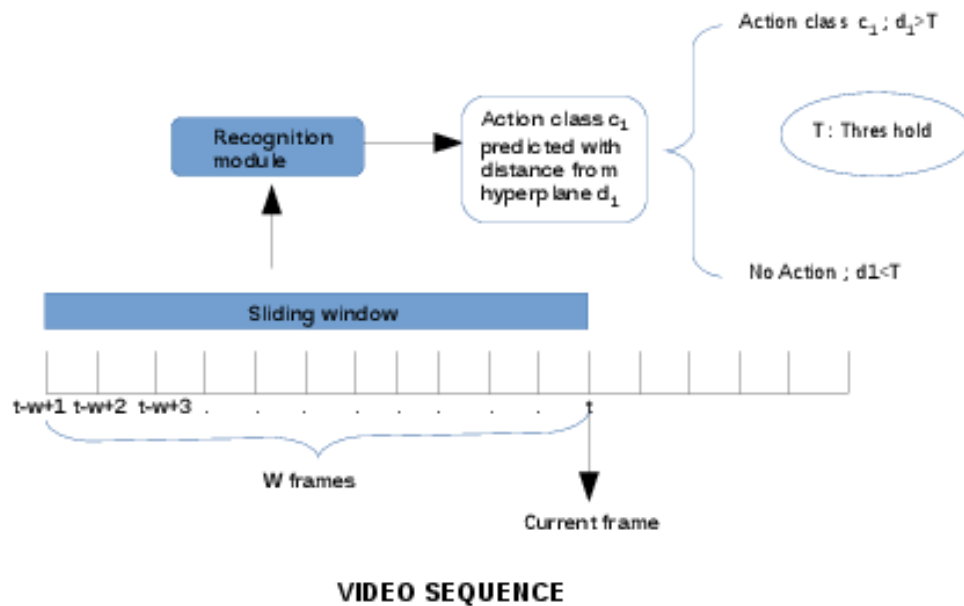 Action class c₁ ; d₁>T
Recognition
module
Action class c₁
predicted with
distance from
hyperplane d₁
T : Thres hold
No Action ; d1<T
Sliding window
t-w+1 t-w+2 t-w+3 . . . . . . . t
W frames
Current frame
VIDEO SEQUENCE